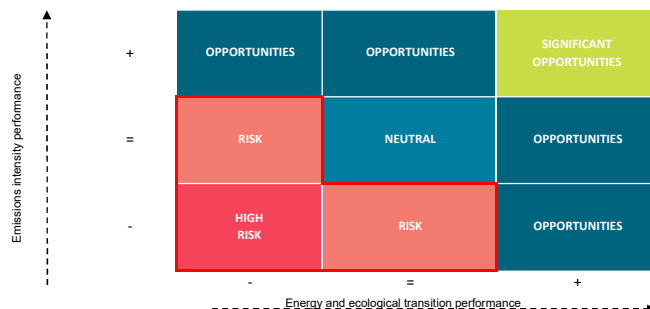 Emissions intensity performance
+
OPPORTUNITIES
OPPORTUNITIES
SIGNIFICANT
OPPORTUNITIES
=
RISK
NEUTRAL
OPPORTUNITIES
-
HIGH
RISK
RISK
OPPORTUNITIES
-
=
+
Energy and ecological transition performance